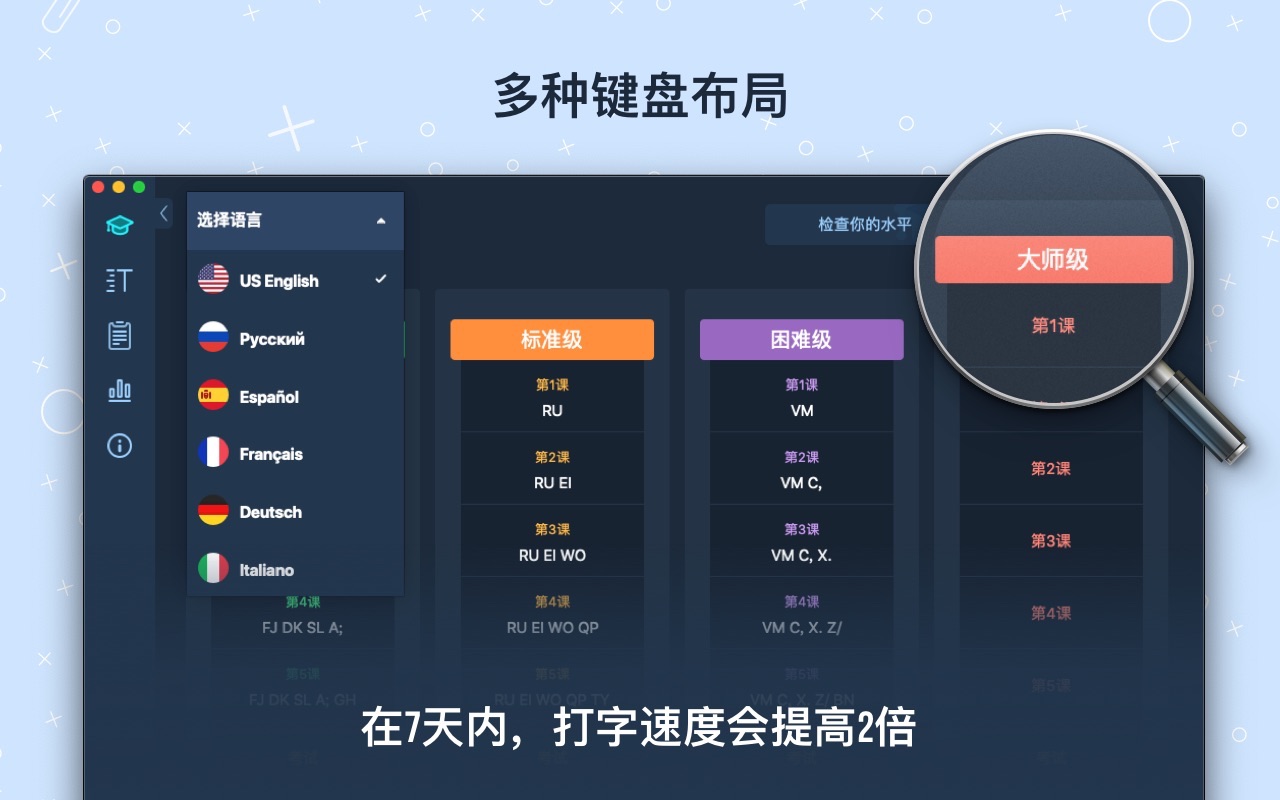 多种键盘布局
选择语言
US English
Русский
Español
Français
Deutsch
Italiano
检查你的水平
第4课
FJ DK SL A;
第5课
FJ DK SL A; GH
标准级
第1课
RU
第2课
RU EI
第3课
RU EI WO
第4课
RU EI WO QP
第5课
RU EI WO QP TY
困难级
第1课
VM
第2课
VM C,
第3课
VM C, X.
第4课
VM C, X. Z/
第5课
VM C, X. Z/ BN
大师级
第1课
第2课
第3课
第4课
第5课
在7天内，打字速度会提高2倍